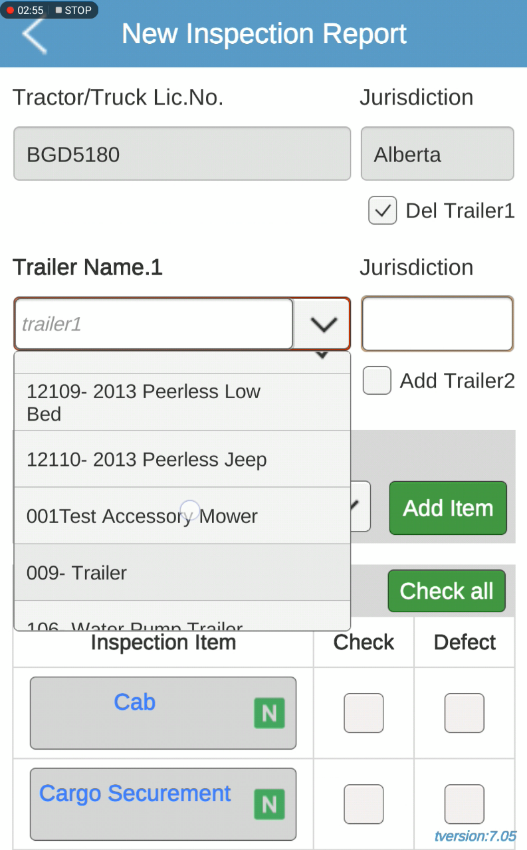 02:55 STOP
New Inspection Report
Tractor/Truck Lic.No. Jurisdiction
BGD5180 Alberta
Del Trailer1
Trailer Name.1 Jurisdiction
trailer1
Add Trailer2
12109- 2013 Peerless Low
Bed
12110- 2013 Peerless Jeep
001Test Accessory Mower
Add Item
009- Trailer
Check all
106- Water Pump Trailer
Inspection Item Check Defect
Cab N
Cargo Securement N
tversion:7.05